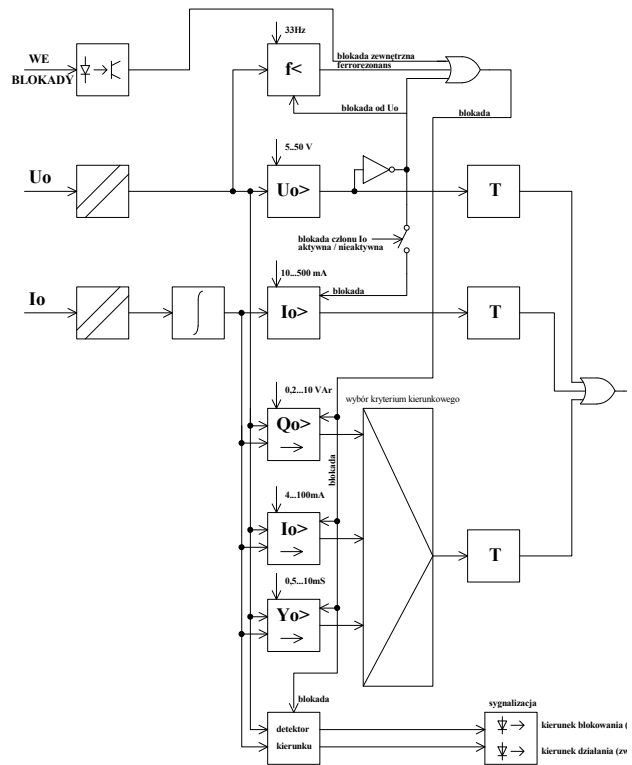 33Hz
WE
BLOKADY
f<
blokada zewnętrzna
ferrorezonans
blokada od Uo
blokada
5..50 V
Uo
Uo>
T
blokada członu Io
aktywna / nieaktywna
10...500 mA
blokada
Io
Io>
T
0,2...10 VAr
wybór kryterium kierunkowego
Qo>
blokada
4...100mA
Io>
T
0,5...10mS
Yo>
blokada
sygnalizacja
detektor
kierunku
kierunek blokowania (
kierunek działania (zw